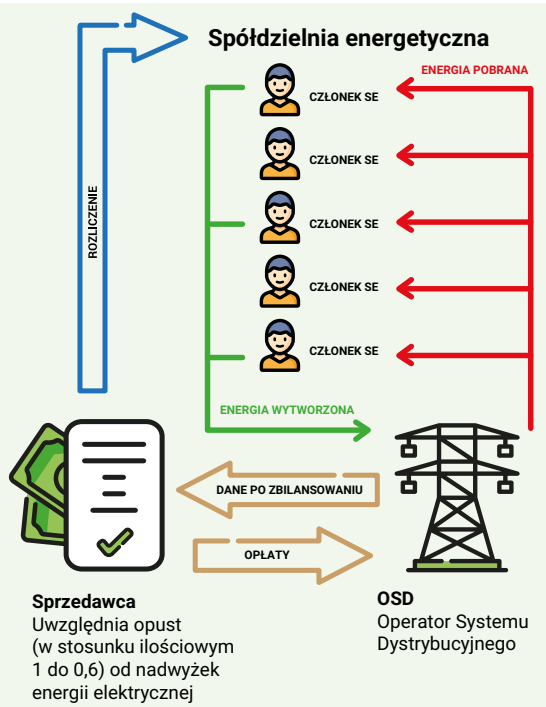 Spółdzielnia energetyczna
ENERGIA POBRANA
CZŁONEK SE
CZŁONEK SE
CZŁONEK SE
CZŁONEK SE
CZŁONEK SE
ROZLICZENIE
ENERGIA WYTWORZONA
DANE PO ZBILANSOWANIU
OPŁATY
Sprzedawca
Uwzględnia opust
(w stosunku ilościowym
1 do 0,6) od nadwyżek
energii elektrycznej
OSD
Operator Systemu
Dystrybucyjnego